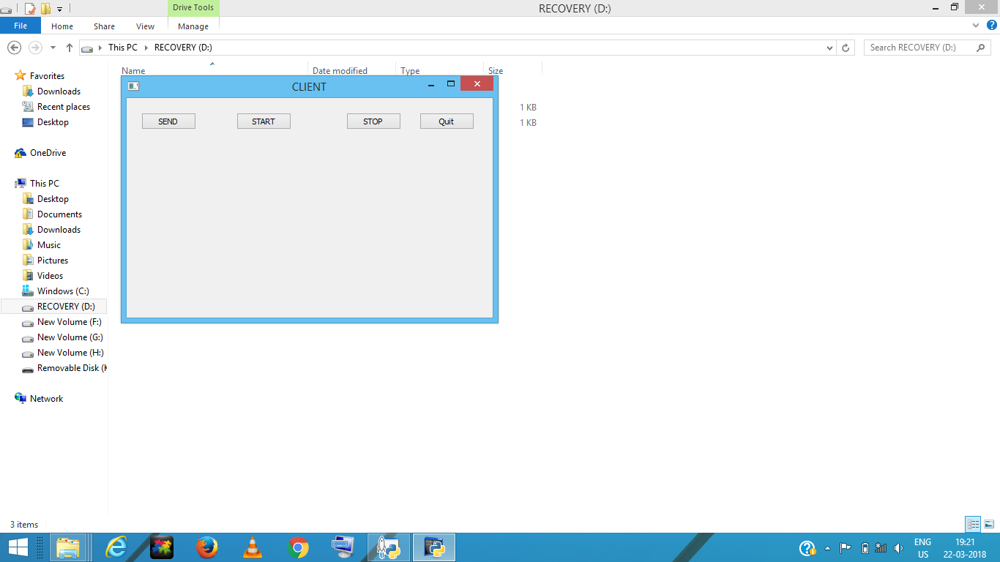 Drive Tools
RECOVERY (D:)
File Home Share View Manage
This PC RECOVERY (D:)
Search RECOVERY (D:)
Name Date modified Type Size
Favorites
Downloads
Recent places
Desktop
OneDrive
This PC
Desktop
Documents
Downloads
Music
Pictures
Videos
Windows (C:)
RECOVERY (D:)
New Volume (F:)
New Volume (G:)
New Volume (H:)
Removable Disk (
Network
CLIENT
SEND START STOP Quit
1 KB
1 KB
3 items
ENG
US
19:21
22-03-2018